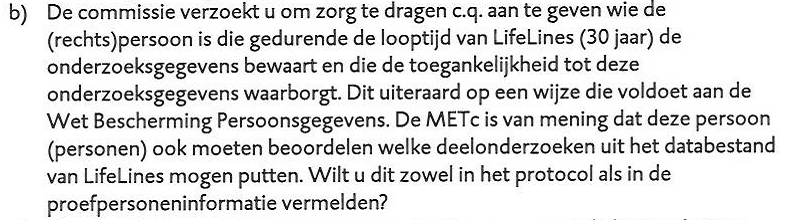 b) De commissie verzoekt u om zorg te dragen c.q. aan te geven wie de
(rechts)persoon is die gedurende de looptijd van LifeLines (30 jaar) de
onderzoeksgegevens bewaart en die de toegankelijkheid tot deze
onderzoeksgegevens waarborgt. Dit uiteraard op een wijze die voldoet aan de
Wet Bescherming Persoonsgegevens. De METc is van mening dat deze persoon
(personen) ook moeten beoordelen welke deelonderzoeken uit het databestand
van LifeLines mogen putten. Wilt u dit zowel in het protocol als in de
proefpersoneninformatie vermelden?